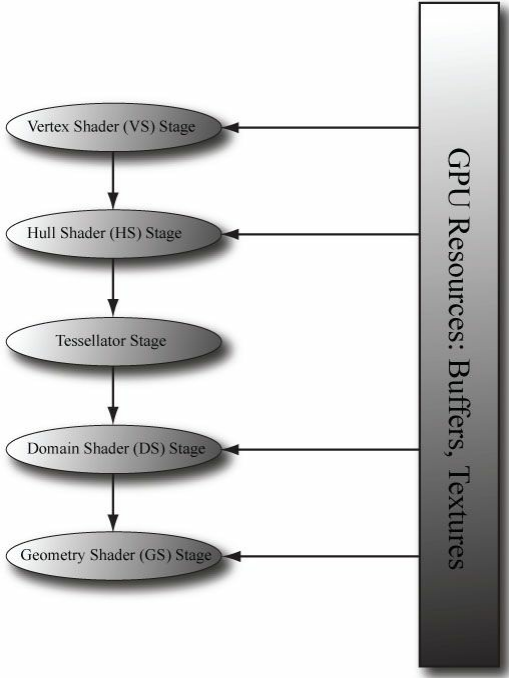 Vertex Shader (VS) Stage
Hull Shader (HS) Stage
Tessellator Stage
Domain Shader (DS) Stage
Geometry Shader (GS) Stage
GPU Resources: Buffers, Textures